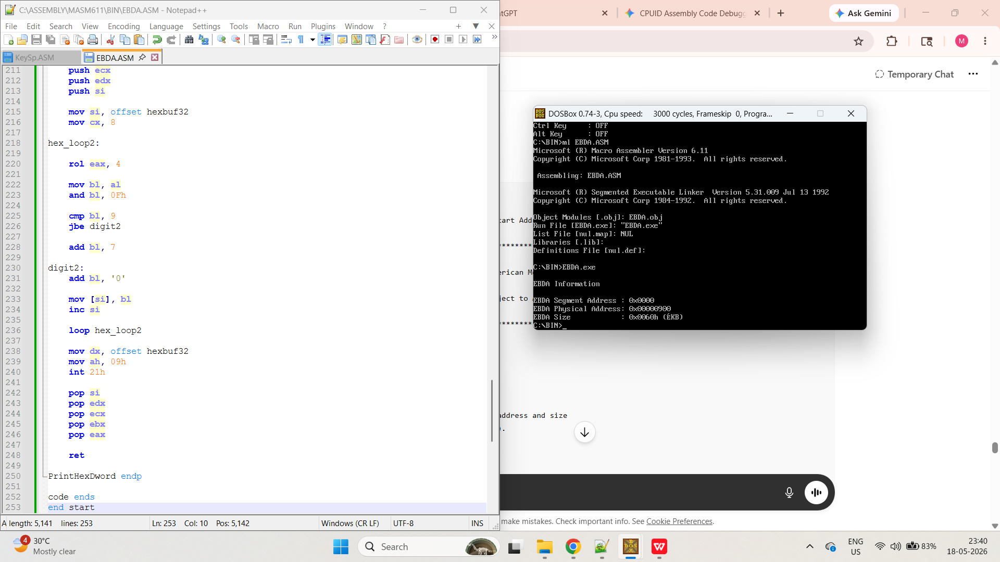 C:\ASSEMBLY\MASM611\BIN\EBDA.ASM - Notepad++
File Edit Search View Encoding Language Settings Tools Macro Run Plugins Window ?
KeySp.ASM EBDA.ASM
211 push ecx
212 push edx
213 push si
214
215 mov si, offset hexbuf32
216 mov cx, 8
217
218 hex_loop2:
219
220 rol eax, 4
221
222 mov bl, al
223 and bl, 0Fh
224
225 cmp bl, 9
226 jbe digit2
227
228 add bl, 7
229
230 digit2:
231 add bl, '0'
232
233 mov [si], bl
234 inc si
235
236 loop hex_loop2
237
238 mov dx, offset hexbuf32
239 mov ah, 09h
240 int 21h
241
242 pop si
243 pop edx
244 pop ecx
245 pop ebx
246 pop eax
247
248 ret
249
250 PrintHexDword endp
251
252 code ends
253 end start
A length: 5,141 lines: 253 Ln: 253 Col: 10 Pos: 5,142 Windows (CR LF) UTF-8 INS
tGPT CPUID Assembly Code Debugg Ask Gemini
M
Temporary Chat
DOSBox 0.74-3, Cpu speed: 3000 cycles, Frameskip 0, Progra...
Ctrl Key : OFF
Alt Key : OFF
C:\BIN>ml EBDA.ASM
Microsoft (R) Macro Assembler Version 6.11
Copyright (C) Microsoft Corp 1981-1993. All rights reserved.
Assembling: EBDA.ASM
Microsoft (R) Segmented Executable Linker Version 5.31.009 Jul 13 1992
Copyright (C) Microsoft Corp 1984-1992. All rights reserved.
Object Modules [.obj]: EBDA.obj
Run File [EBDA.exe]: "EBDA.exe"
List File [nul.map]: NUL
Libraries [.lib]:
Definitions File [nul.def]:
C:\BIN>EBDA.exe
EBDA Information
EBDA Segment Address : 0x0000
EBDA Physical Address: 0x00000900
EBDA Size : 0x0060h (ÉKB)
C:\BIN>_
tart Add
*******
erican M
ject to
*******
address and size
).
make mistakes. Check important info. See Cookie Preferences.
4
30°C
Mostly clear
Search
DOS BOX
W
ENG
US
83%
23:40
18-05-2026